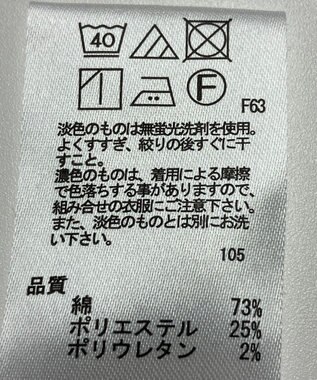 40
F F63
淡色のものは無蛍光洗剤を使用。
よくすすぎ、絞りの後すぐに干
すこと。
濃色のものは、着用による摩擦
で色落ちする事がありますので、
組み合せの衣服にご注意下さい。
また、淡色のものとは別にお洗
い下さい。
105
品質
綿 73%
ポリエステル 25%
ポリウレタン 2%